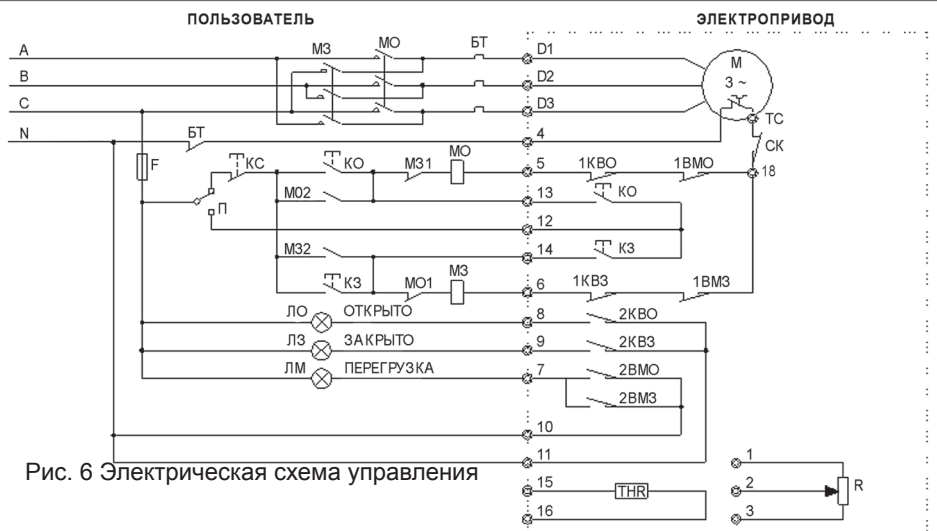 ПОЛЬЗОВАТЕЛЬ ЭЛЕКТРОПРИВОД
A МЗ МО БТ D1 М
B D2 3 ~
C D3 ТС
N БТ 4 СК
F КС КО МЗ1 МО 5 1КВО 1ВМО 18
П М02 13 КО
12
М32 14 КЗ
КЗ МО1 МЗ 6 1КВЗ 1ВМЗ
ЛО ОТКРЫТО 8 2КВО
ЛЗ ЗАКРЫТО 9 2КВЗ
ЛМ ПЕРЕГРУЗКА 7 2ВМО
2ВМЗ
10
11 1
Рис. 6 Электрическая схема управления
15 THR 2 R
16 3